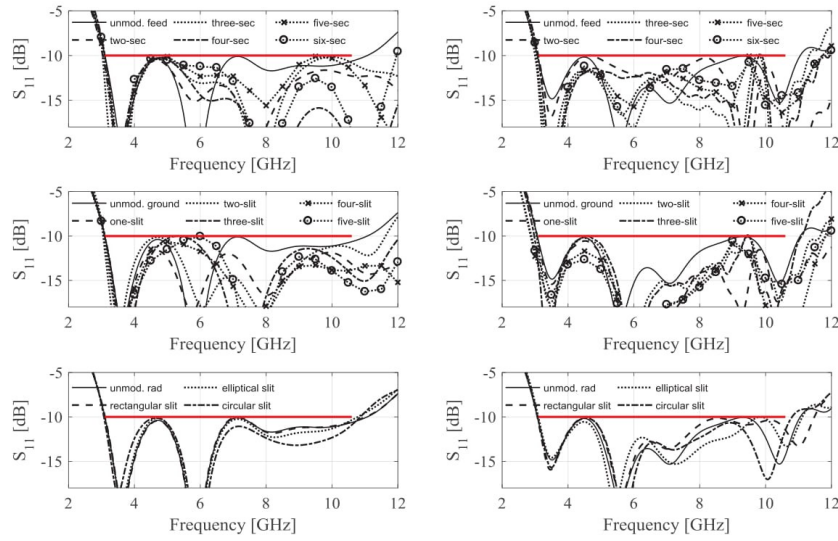 -5
-10
-15
S11 [dB]
unmod. feed three-sec five-sec
two-sec four-sec six-sec
2 4 6 8 10 12
Frequency [GHz]
-5
-10
-15
S11 [dB]
unmod. feed three-sec five-sec
two-sec four-sec six-sec
2 4 6 8 10 12
Frequency [GHz]
-5
-10
-15
S11 [dB]
unmod. ground two-slit four-slit
one-slit three-slit five-slit
2 4 6 8 10 12
Frequency [GHz]
-5
-10
-15
S11 [dB]
unmod. ground two-slit four-slit
one-slit three-slit five-slit
2 4 6 8 10 12
Frequency [GHz]
-5
-10
-15
S11 [dB]
unmod. rad elliptical slit
rectangular slit circular slit
2 4 6 8 10 12
Frequency [GHz]
-5
-10
-15
S11 [dB]
unmod. rad elliptical slit
rectangular slit circular slit
2 4 6 8 10 12
Frequency [GHz]